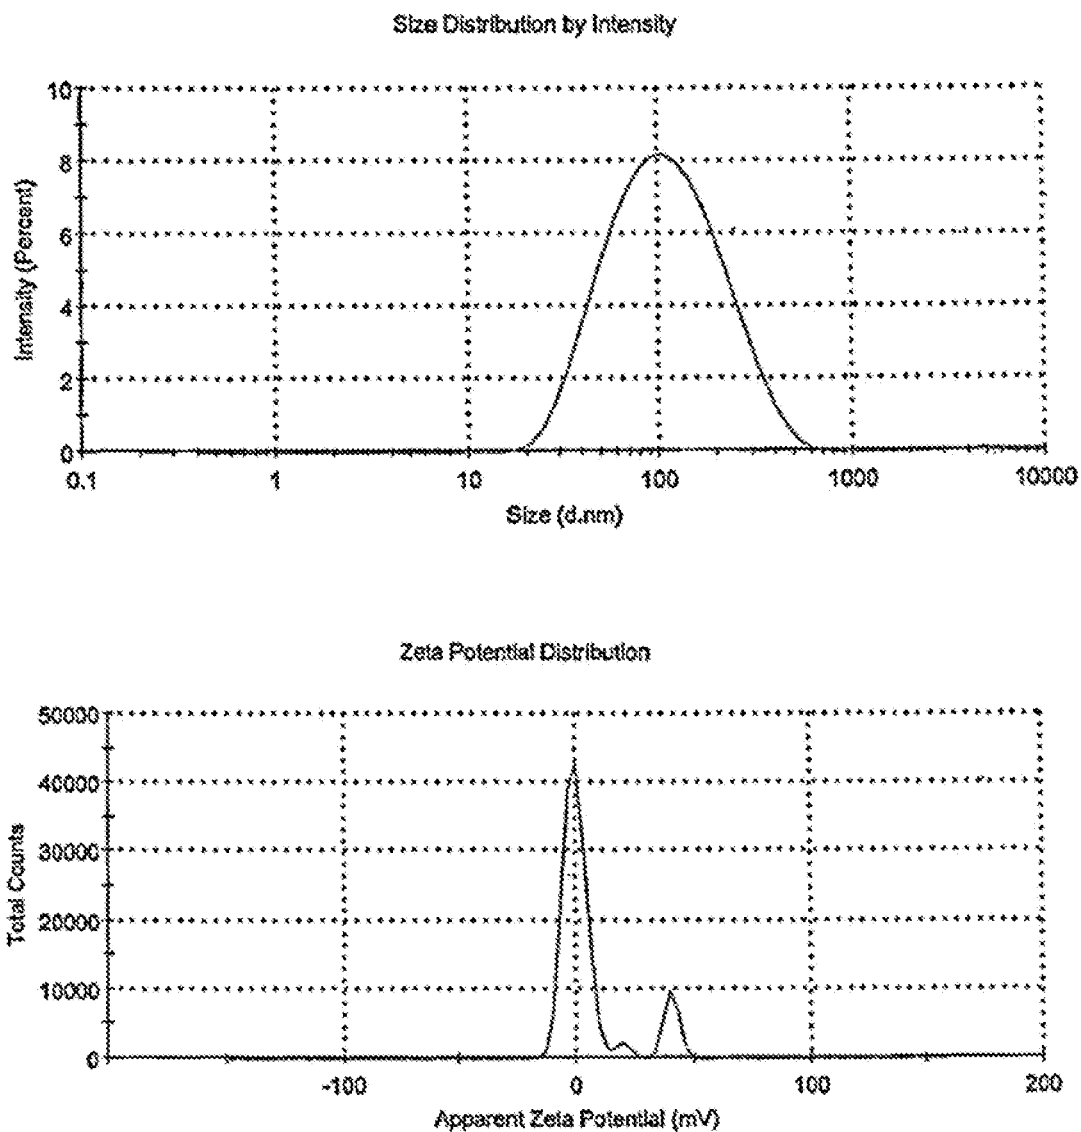 Size Distribution by Intensity
10
8
6
4
2
0
Intensity (Percent)
0.1 1 10 100 1000 10000
Size (d.nm)
Zeta Potential Distribution
50000
40000
30000
20000
10000
0
Total Counts
-100 0 100 200
Apparent Zeta Potential (mV)